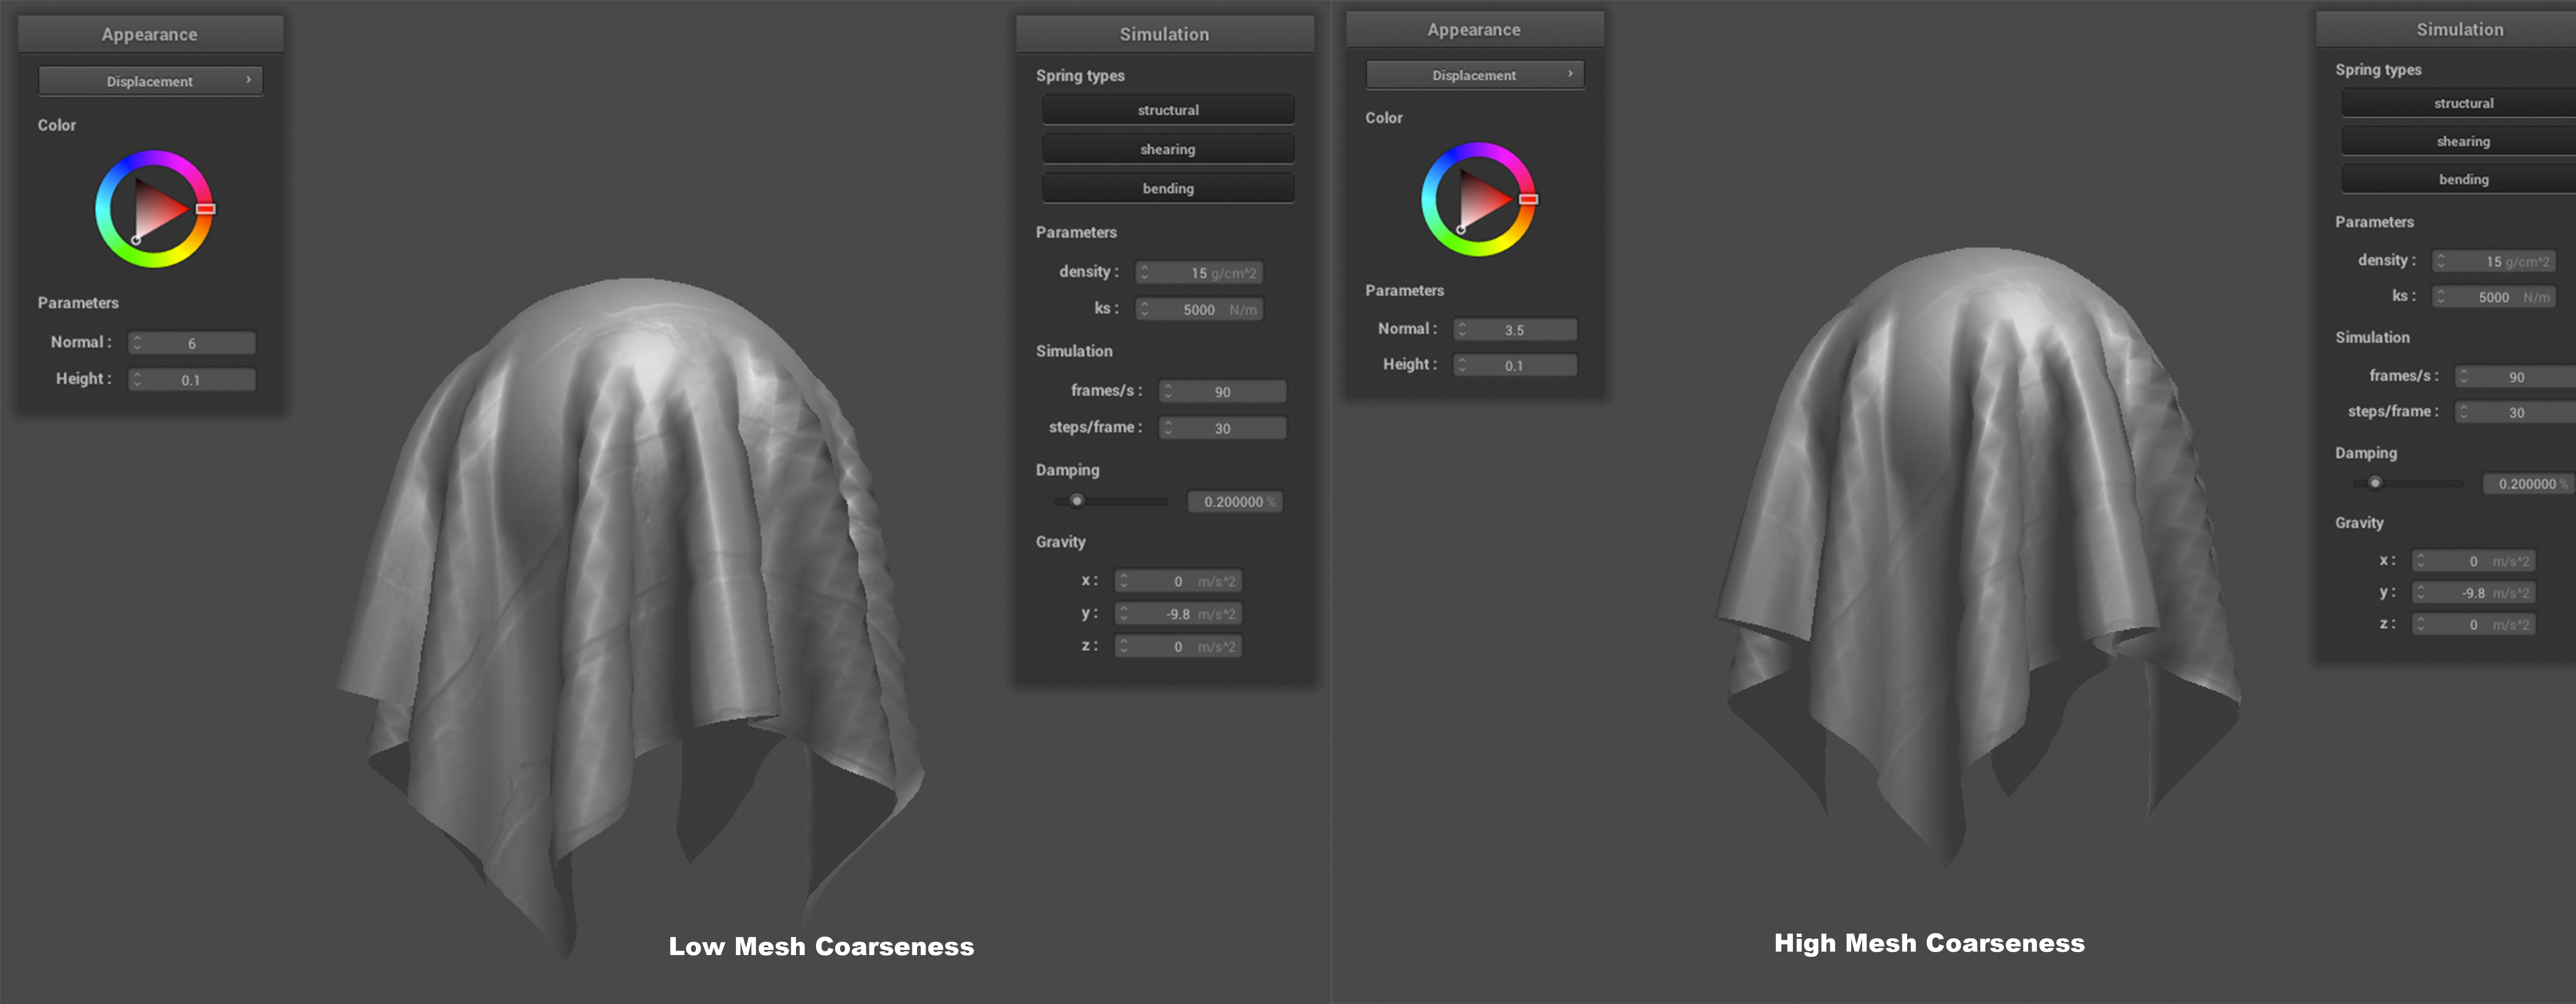 Appearance
Displacement
Color
Parameters
Normal : 6
Height : 0.1
Simulation
Spring types
structural
shearing
bending
Parameters
density : 15 g/cm^2
ks : 5000 N/m
Simulation
frames/s : 90
steps/frame : 30
Damping
0.200000 %
Gravity
x : 0 m/s^2
y : -9.8 m/s^2
z : 0 m/s^2
Low Mesh Coarseness
Appearance
Displacement
Color
Parameters
Normal : 3.5
Height : 0.1
Simulation
Spring types
structural
shearing
bending
Parameters
density : 15 g/cm^2
ks : 5000 N/m
Simulation
frames/s : 90
steps/frame : 30
Damping
0.200000 %
Gravity
x : 0 m/s^2
y : -9.8 m/s^2
z : 0 m/s^2
High Mesh Coarseness